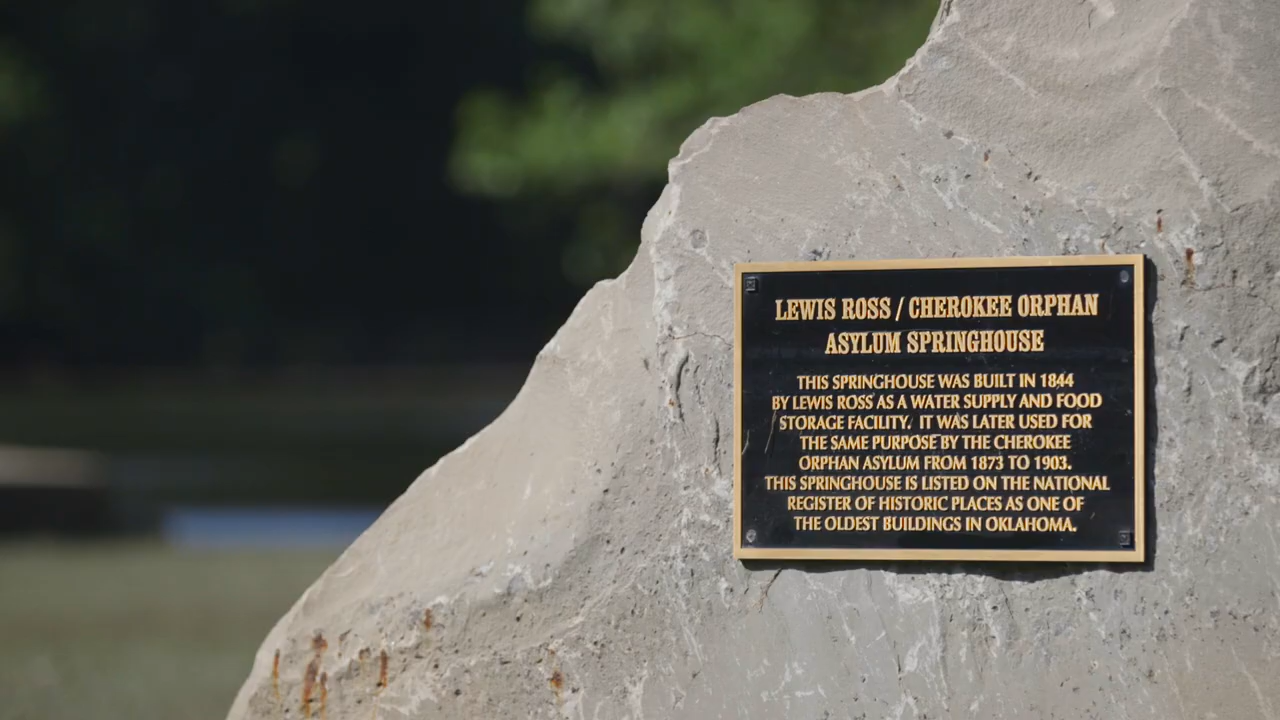 LEWIS ROSS / CHEROKEE ORPHAN
ASYLUM SPRINGHOUSE
THIS SPRINGHOUSE WAS BUILT IN 1844
BY LEWIS ROSS AS A WATER SUPPLY AND FOOD
STORAGE FACILITY. IT WAS LATER USED FOR
THE SAME PURPOSE BY THE CHEROKEE
ORPHAN ASYLUM FROM 1873 TO 1903.
THIS SPRINGHOUSE IS LISTED ON THE NATIONAL
REGISTER OF HISTORIC PLACES AS ONE OF
THE OLDEST BUILDINGS IN OKLAHOMA.